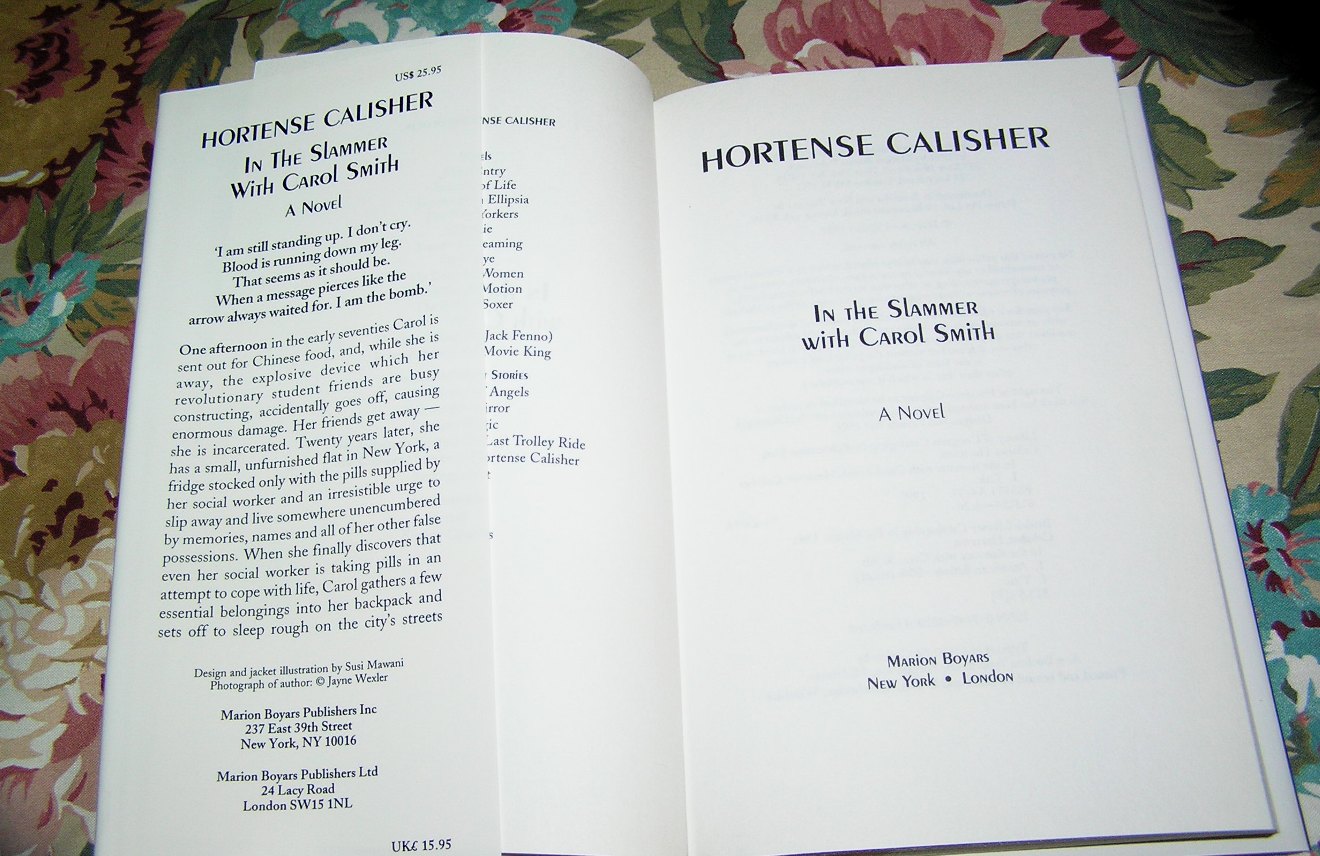 US$ 25.95
HORTENSE CALISHER
In The Slammer
With Carol Smith
A Novel
'I am still standing up. I don't cry.
Blood is running down my leg.
That seems as it should be.
When a message pierces like the
arrow always waited for. I am the bomb.'
One afternoon in the early seventies Carol is
sent out for Chinese food, and, while she is
away, the explosive device which her
revolutionary student friends are busy
constructing, accidentally goes off, causing
enormous damage. Her friends get away —
she is incarcerated. Twenty years later, she
has a small, unfurnished flat in New York, a
fridge stocked only with the pills supplied by
her social worker and an irresistible urge to
slip away and live somewhere unencumbered
by memories, names and all of her other false
possessions. When she finally discovers that
even her social worker is taking pills in an
attempt to cope with life, Carol gathers a few
essential belongings into her backpack and
sets off to sleep rough on the city's streets
Design and jacket illustration by Susi Mawani
Photograph of author: © Jayne Wexler
Marion Boyars Publishers Inc
237 East 39th Street
New York, NY 10016
Marion Boyars Publishers Ltd
24 Lacy Road
London SW15 1NL
UK£ 15.95
NSE CALISHER
els
ntry
of Life
Ellipsia
Yorkers
ie
eaming
ye
Women
Motion
Soxer
Jack Fenno)
Movie King
Stories
Angels
irror
gic
Last Trolley Ride
ortense Calisher
s
HORTENSE CALISHER
In the Slammer
with Carol Smith
A Novel
Marion Boyars
New York • London